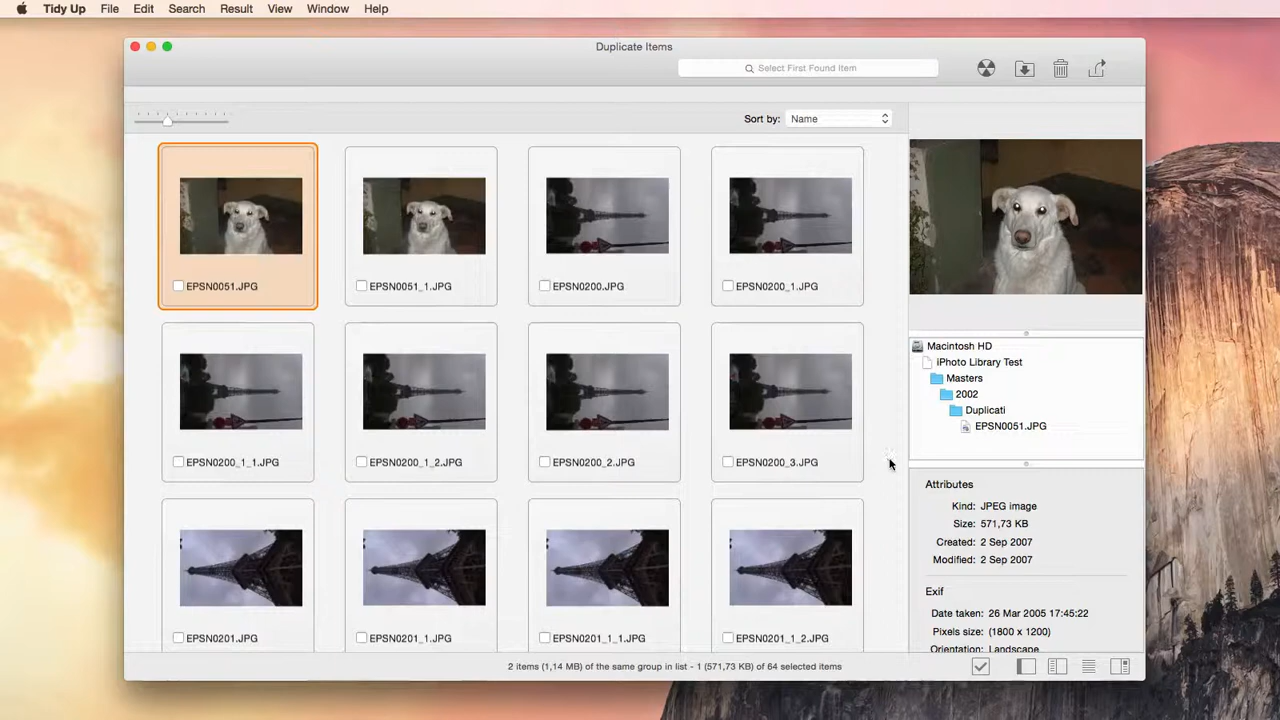 Tidy Up File Edit Search Result View Window Help
Duplicate Items
Select First Found Item
Sort by: Name
EPSN0051.JPG EPSN0051_1.JPG EPSN0200.JPG EPSN0200_1.JPG
EPSN0200_1_1.JPG EPSN0200_1_2.JPG EPSN0200_2.JPG EPSN0200_3.JPG
EPSN0201.JPG EPSN0201_1.JPG EPSN0201_1_1.JPG EPSN0201_1_2.JPG
Macintosh HD
iPhoto Library Test
Masters
2002
Duplicati
EPSN0051.JPG
Attributes
Kind: JPEG image
Size: 571,73 KB
Created: 2 Sep 2007
Modified: 2 Sep 2007
Exif
Date taken: 26 Mar 2005 17:45:22
Pixels size: (1800 x 1200)
Orientation: Landscape
2 items (1,14 MB) of the same group in list - 1 (571,73 KB) of 64 selected items